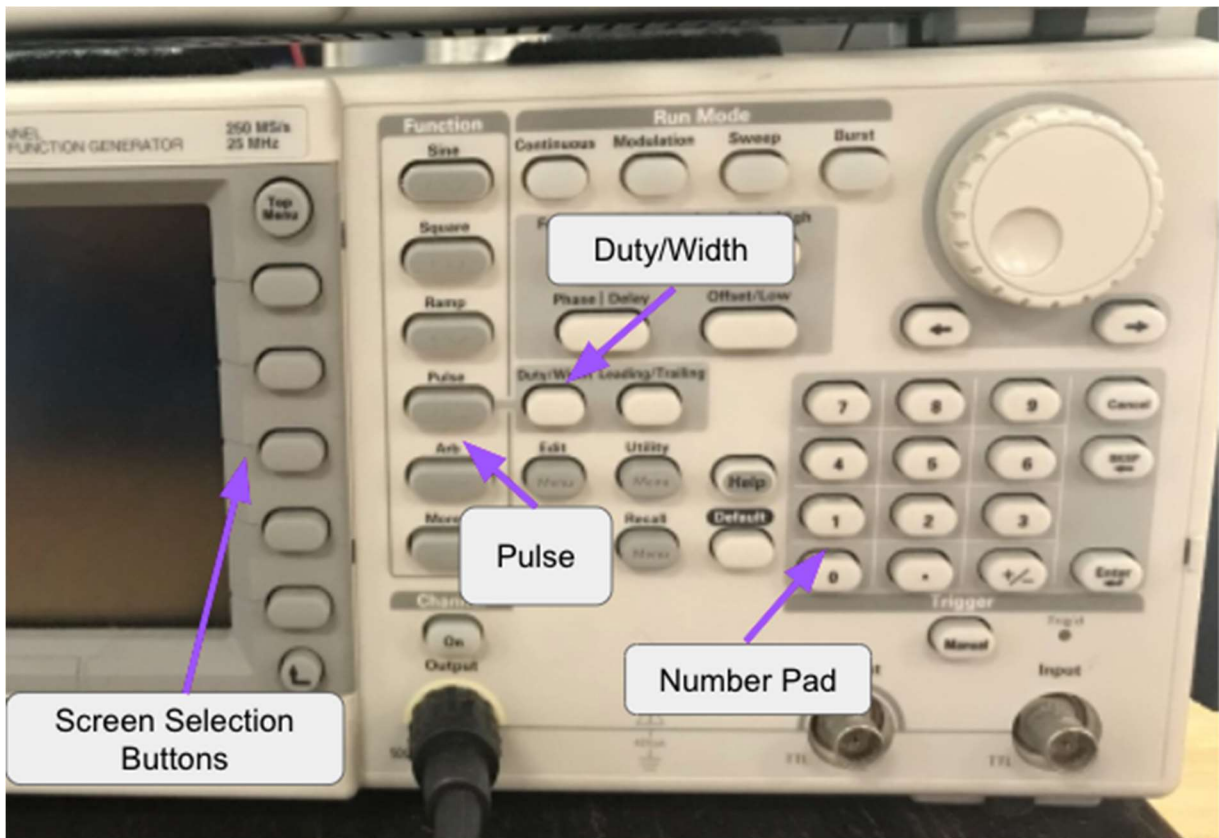 FUNCTION GENERATOR
250 MS/s
25 MHz
Top
Menu
Function
Sine
Square
Ramp
Pulse
Arb
More
Run Mode
Continuous Modulation Sweep Burst
Duty/Width
Phase | Delay Offset/Low
Duty/Width Leading/Trailing
Edit Utility
Menu Menu
Help
Recall Default
Menu
7 8 9 Cancel
4 5 6 BKSP
1 2 3
0 . +/− Enter
Pulse
Number Pad
Screen Selection
Buttons
On
Output
Trigger
Manual
Trig'd
Input
TTL TTL